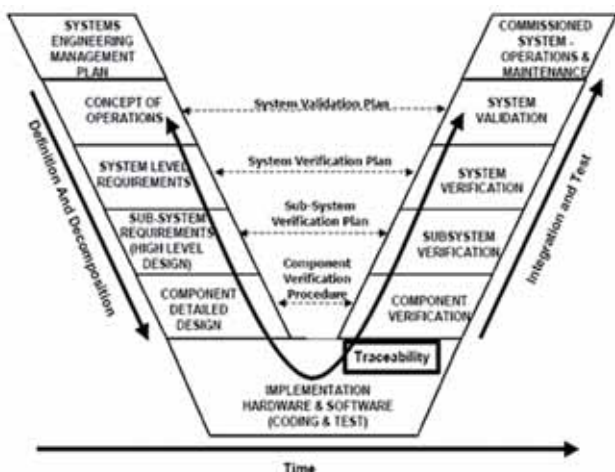 SYSTEMS
ENGINEERING
MANAGEMENT
PLAN
COMMISSIONED
SYSTEM -
OPERATIONS &
MAINTENANCE
CONCEPT OF
OPERATIONS
System Validation Plan
SYSTEM
VALIDATION
SYSTEM LEVEL
REQUIREMENTS
System Verification Plan
SYSTEM
VERIFICATION
SUB-SYSTEM
REQUIREMENTS
(HIGH LEVEL
DESIGN)
Sub-System
Verification Plan
SUBSYSTEM
VERIFICATION
COMPONENT
DETAILED
DESIGN
Component
Verification
Procedure
COMPONENT
VERIFICATION
Definition And Decomposition
Integration and Test
Traceability
IMPLEMENTATION
HARDWARE & SOFTWARE
(CODING & TEST)
Time